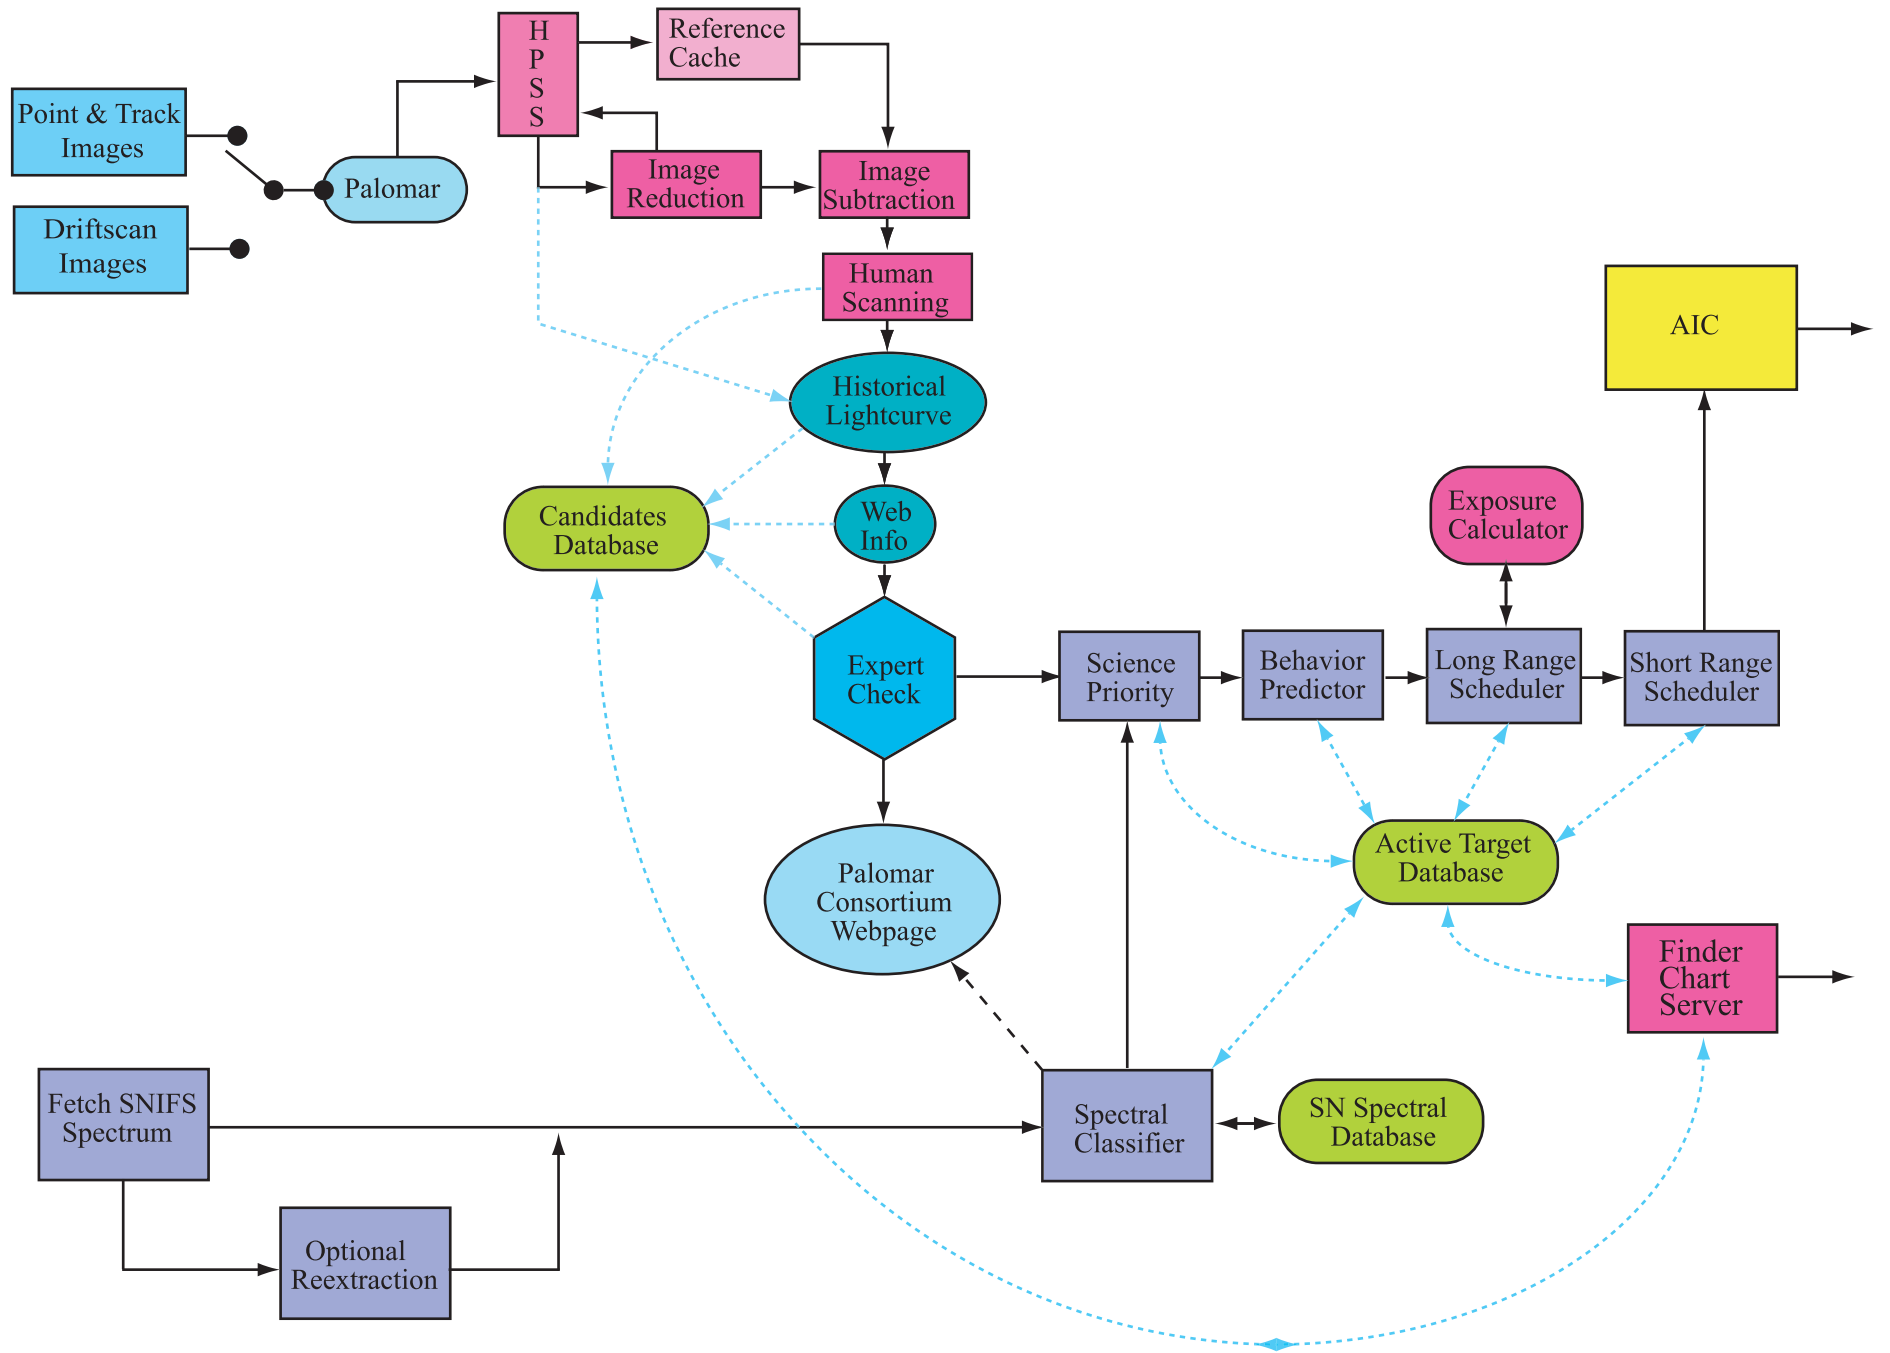 H
P
S
S
Reference
Cache
Point & Track
Images
Palomar
Driftscan
Images
Image
Reduction
Image
Subtraction
Human
Scanning
AIC
Historical
Lightcurve
Candidates
Database
Web
Info
Exposure
Calculator
Expert
Check
Science
Priority
Behavior
Predictor
Long Range
Scheduler
Short Range
Scheduler
Palomar
Consortium
Webpage
Active Target
Database
Finder
Chart
Server
Fetch SNIFS
Spectrum
Spectral
Classifier
SN Spectral
Database
Optional
Reextraction